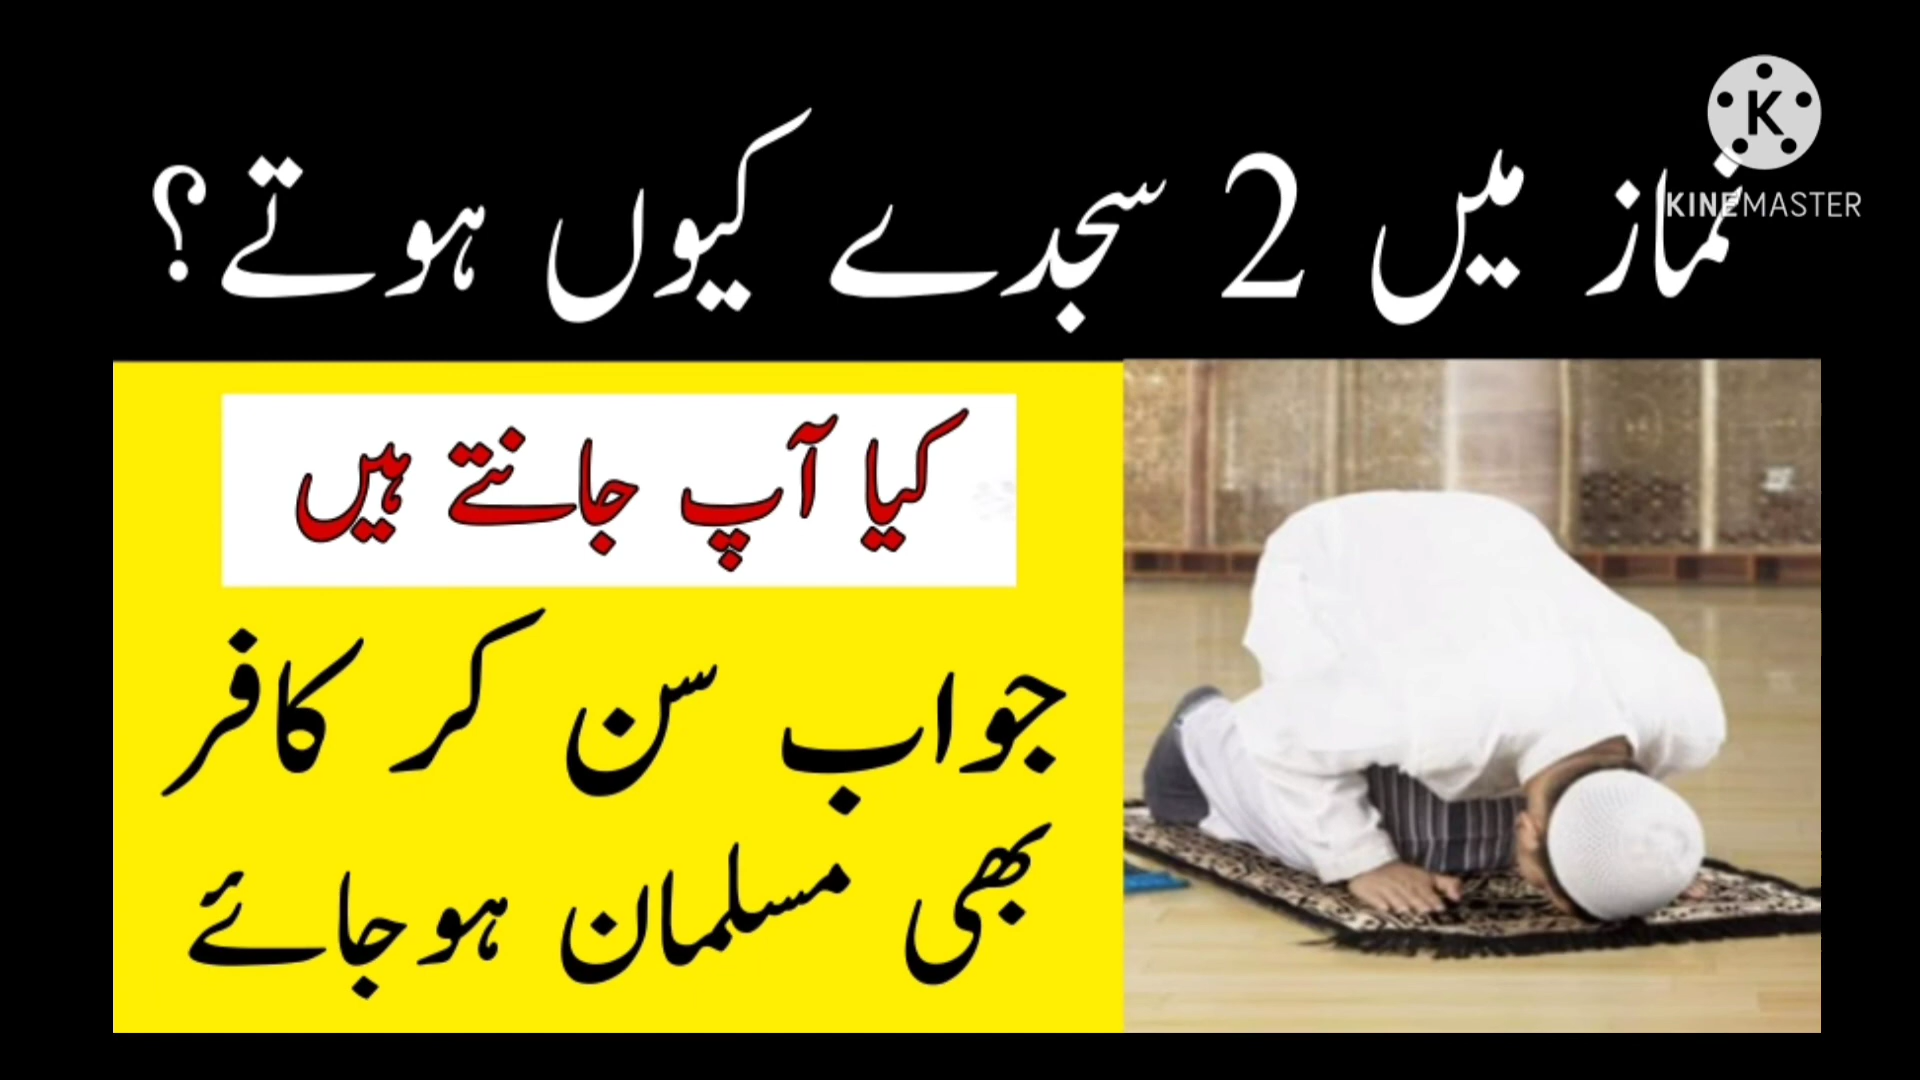 نماز میں 2 سجدے کیوں ہوتے؟
KINEMASTER
کیا آپ جانتے ہیں
جواب سن کر کافر
بھی مسلمان ہوجائے